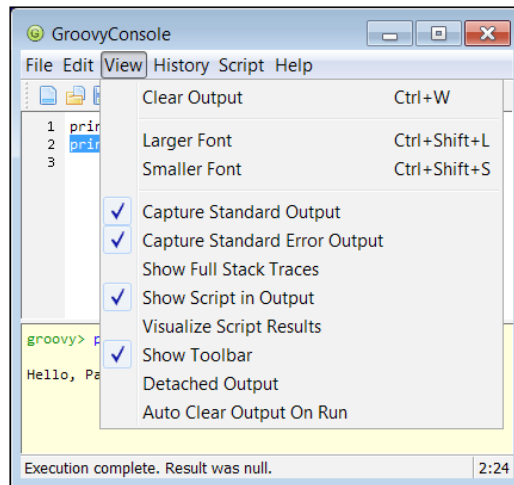 GroovyConsole
File Edit View History Script Help
Clear Output Ctrl+W
Larger Font Ctrl+Shift+L
Smaller Font Ctrl+Shift+S
Capture Standard Output
Capture Standard Error Output
Show Full Stack Traces
Show Script in Output
Visualize Script Results
Show Toolbar
Detached Output
Auto Clear Output On Run
1 prin
2 prin
3
groovy> p
Hello, Pa
Execution complete. Result was null. 2:24